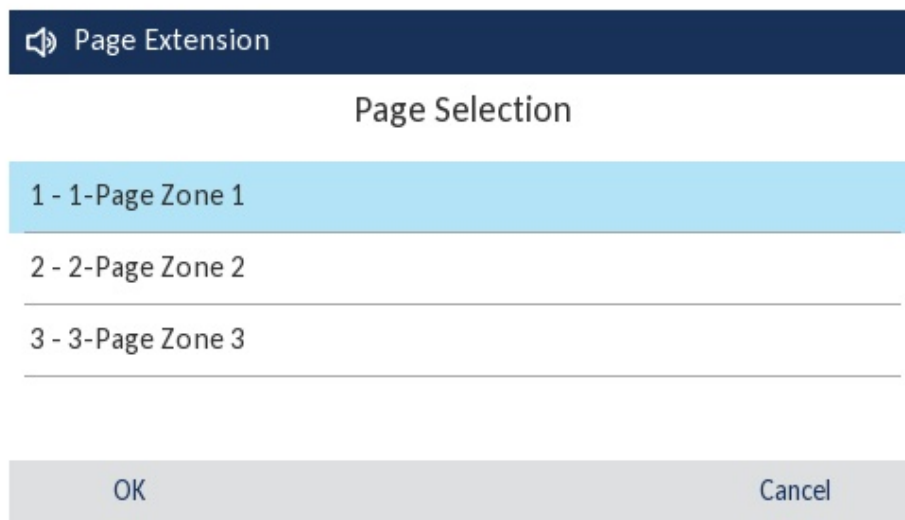 Page Extension
Page Selection
1 - 1-Page Zone 1
2 - 2-Page Zone 2
3 - 3-Page Zone 3
OK Cancel